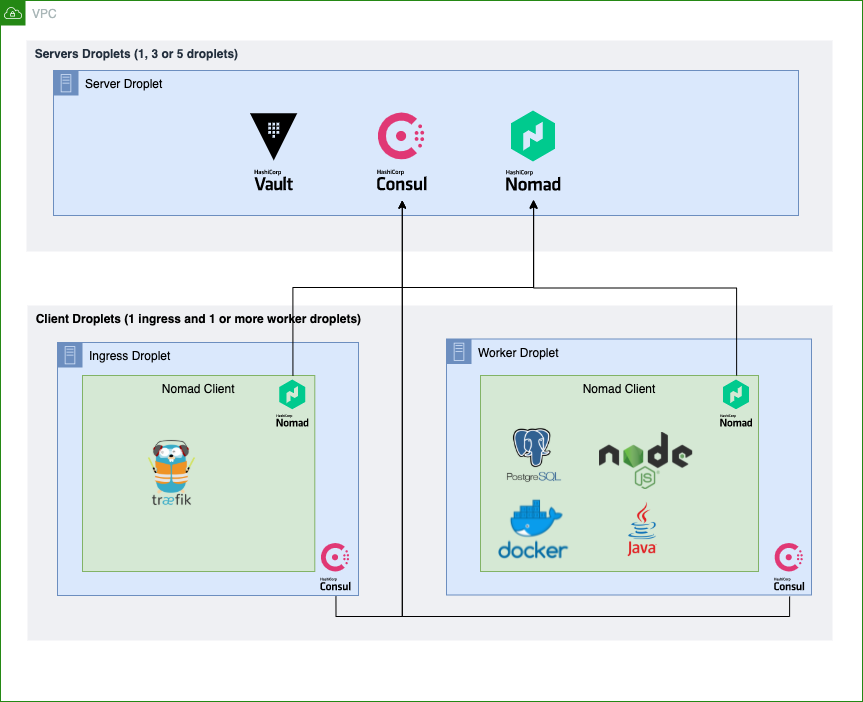 VPC
Servers Droplets (1, 3 or 5 droplets)
Server Droplet
HashiCorp
Vault
HashiCorp
Consul
HashiCorp
Nomad
Client Droplets (1 ingress and 1 or more worker droplets)
Ingress Droplet
Nomad Client
HashiCorp
Nomad
træfik
HashiCorp
Consul
Worker Droplet
Nomad Client
HashiCorp
Nomad
PostgreSQL
node
JS
docker
Java
HashiCorp
Consul